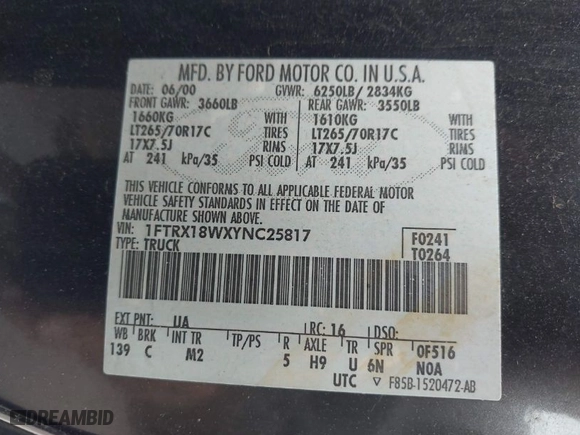 MFD. BY FORD MOTOR CO. IN U.S.A.
DATE: 06/00 GVWR: 6250LB/ 2834KG
FRONT GAWR: 3660LB REAR GAWR: 3550LB
1660KG WITH 1610KG WITH
LT265/70R17C TIRES LT265/70R17C TIRES
17X7.5J RIMS 17X7.5J RIMS
AT 241 kPa/35 PSI COLD AT 241 kPa/35 PSI COLD
THIS VEHICLE CONFORMS TO ALL APPLICABLE FEDERAL MOTOR
VEHICLE SAFETY STANDARDS IN EFFECT ON THE DATE OF
MANUFACTURE SHOWN ABOVE.
VIN: 1FTRX18WXYNC25817 F0241
TYPE: TRUCK T0264
EXT PNT: UA RC: 16 DSO:
WB BRK INT TR TP/PS R AXLE TR SPR 0F516
139 C M2 5 H9 U 6N N0A
UTC ▽ F85B-1520472-AB
DREAMBID